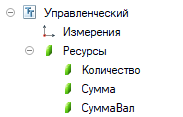 Управленческий
Измерения
Ресурсы
Количество
Сумма
СуммаВал